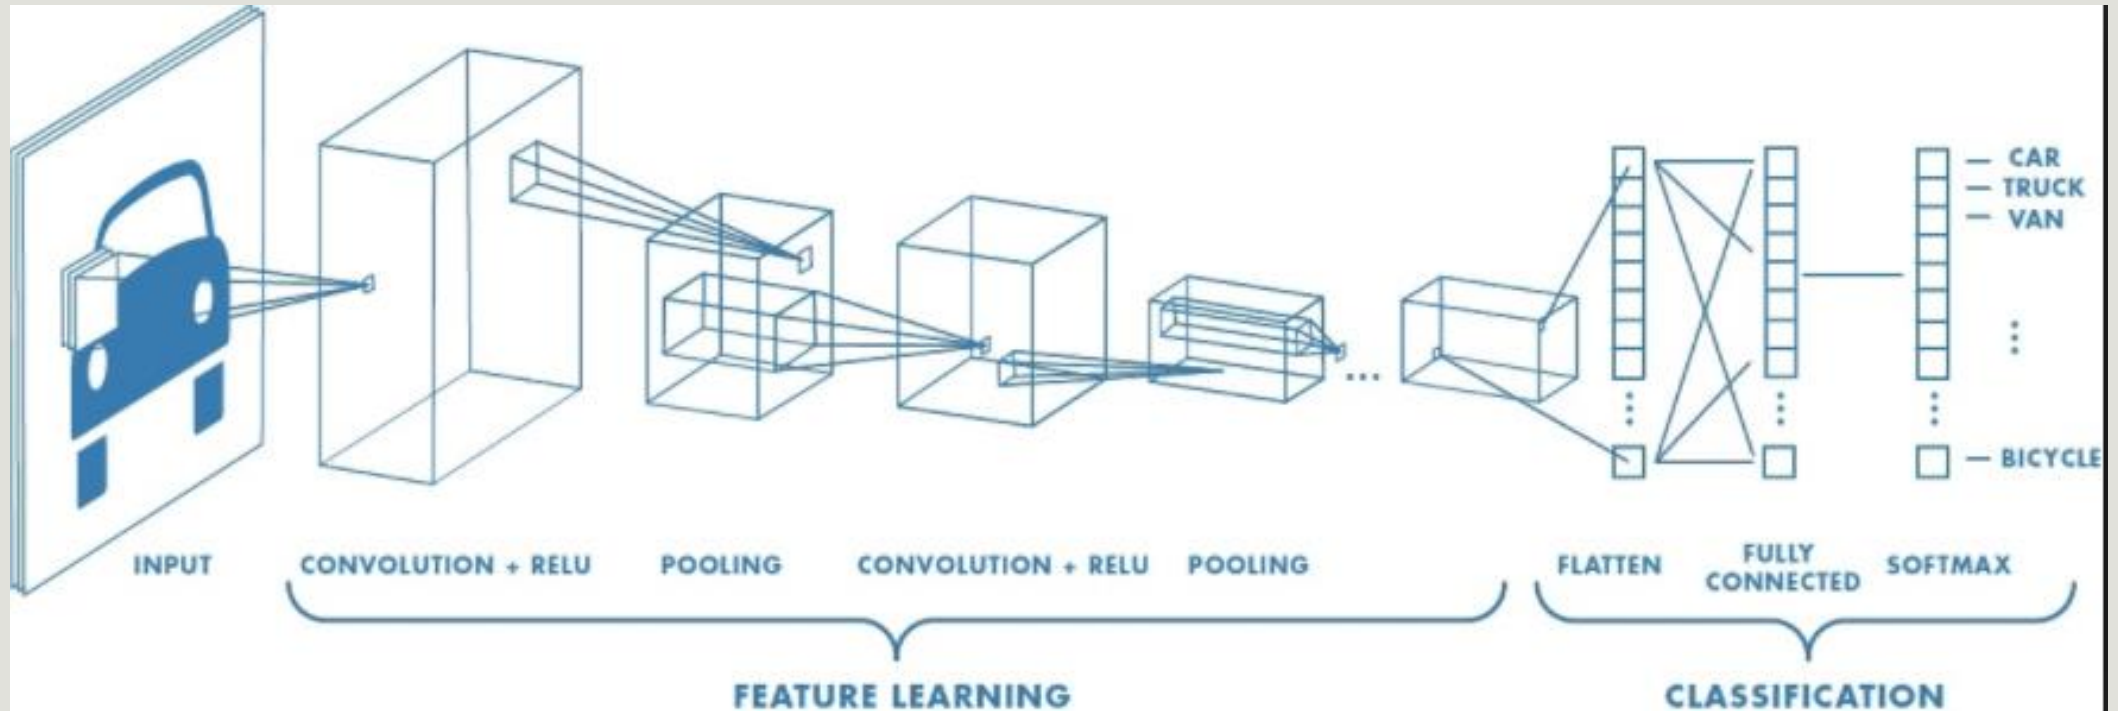 CAR
TRUCK
VAN
BICYCLE
INPUT
CONVOLUTION + RELU
POOLING
CONVOLUTION + RELU
POOLING
FLATTEN
FULLY
CONNECTED
SOFTMAX
FEATURE LEARNING
CLASSIFICATION